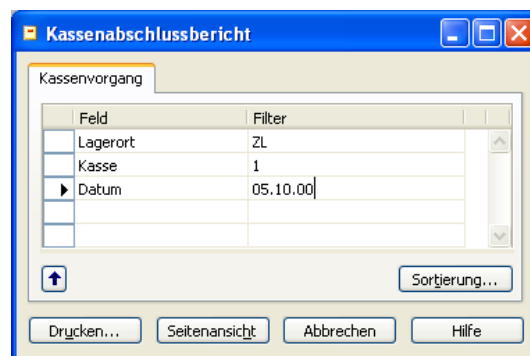 Kassenabschlussbericht
Kassenvorgang
Feld Filter
Lagerort ZL
Kasse 1
Datum 05.10.00
Sortierung...
Drucken... Seitenansicht Abbrechen Hilfe